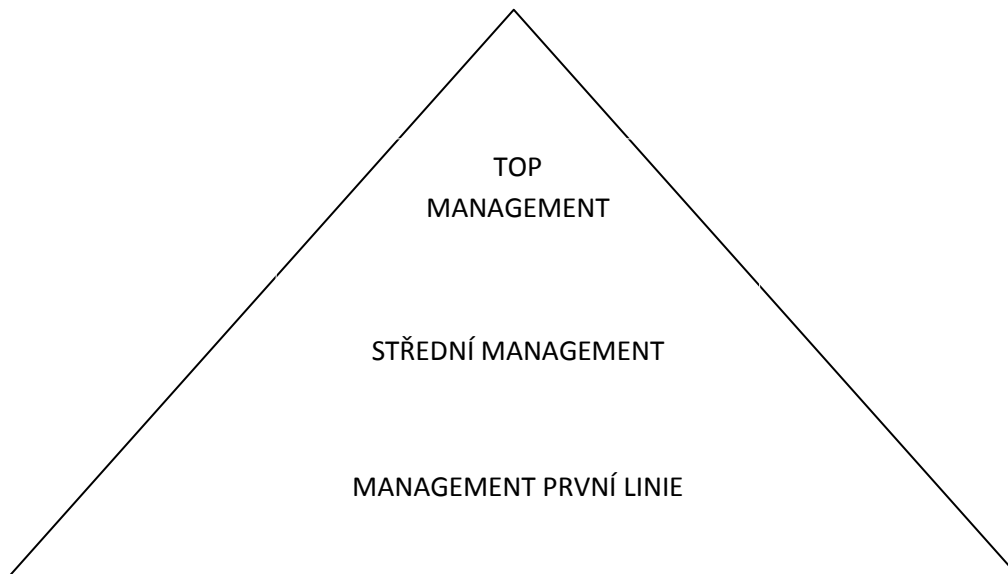 TOP
MANAGEMENT
STŘEDNÍ MANAGEMENT
MANAGEMENT PRVNÍ LINIE